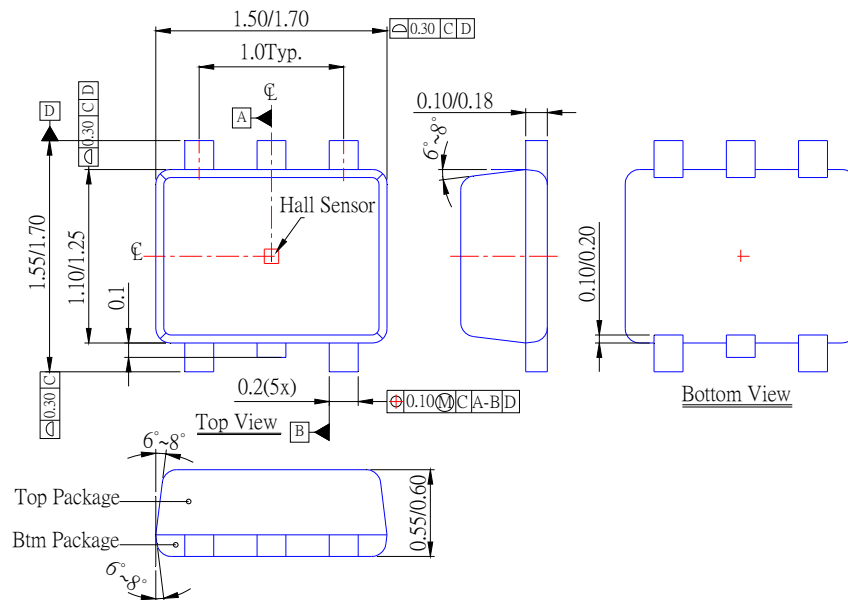 1.50/1.70
⌓ 0.30 C D
1.0Typ.
℄
A
0.10/0.18
D
⌓ 0.30 C D
6°~8°
Hall Sensor
℄
1.55/1.70
1.10/1.25
0.1
0.10/0.20
⌓ 0.30 C
0.2(5x)
⌖ 0.10 Ⓜ C A-B D
Top View
B
Bottom View
6°~8°
Top Package
Btm Package
0.55/0.60
6°~8°